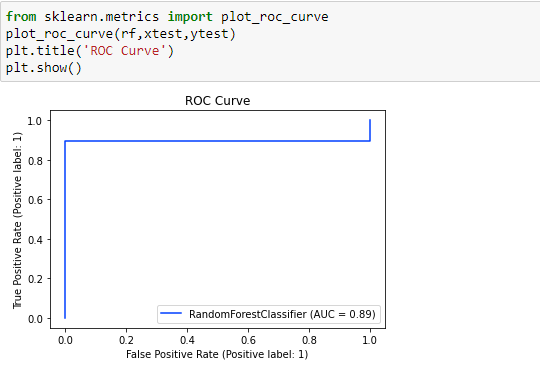 from sklearn.metrics import plot_roc_curve
plot_roc_curve(rf,xtest,ytest)
plt.title('ROC Curve')
plt.show()
ROC Curve
True Positive Rate (Positive label: 1)
1.0
0.8
0.6
0.4
0.2
0.0
RandomForestClassifier (AUC = 0.89)
0.0 0.2 0.4 0.6 0.8 1.0
False Positive Rate (Positive label: 1)